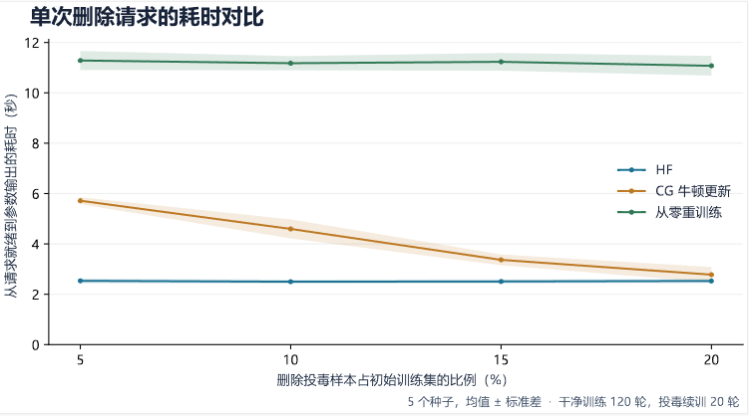 单次删除请求的耗时对比
从请求就绪到参数输出的耗时（秒）
12
10
8
6
4
2
0
HF
CG 牛顿更新
从零重训练
5
10
15
20
删除投毒样本占初始训练集的比例（%）
5 个种子，均值 ± 标准差 · 干净训练 120 轮，投毒续训 20 轮